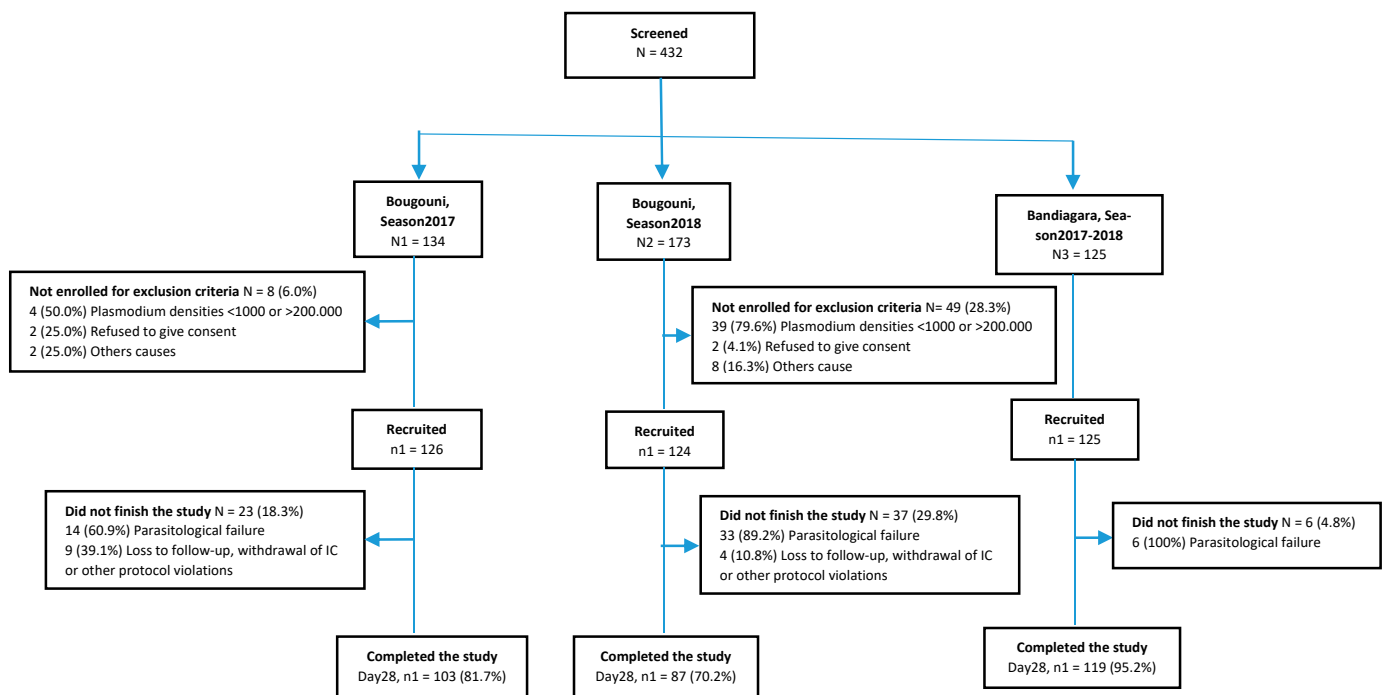 Screened
N = 432
Bougouni,
Season2017
N1 = 134
Bougouni,
Season2018
N2 = 173
Bandiagara, Sea-
son2017-2018
N3 = 125
Not enrolled for exclusion criteria N = 8 (6.0%)
4 (50.0%) Plasmodium densities <1000 or >200.000
2 (25.0%) Refused to give consent
2 (25.0%) Others causes
Not enrolled for exclusion criteria N= 49 (28.3%)
39 (79.6%) Plasmodium densities <1000 or >200.000
2 (4.1%) Refused to give consent
8 (16.3%) Others cause
Recruited
n1 = 126
Recruited
n1 = 124
Recruited
n1 = 125
Did not finish the study N = 23 (18.3%)
14 (60.9%) Parasitological failure
9 (39.1%) Loss to follow-up, withdrawal of IC
or other protocol violations
Did not finish the study N = 37 (29.8%)
33 (89.2%) Parasitological failure
4 (10.8%) Loss to follow-up, withdrawal of IC
or other protocol violations
Did not finish the study N = 6 (4.8%)
6 (100%) Parasitological failure
Completed the study
Day28, n1 = 103 (81.7%)
Completed the study
Day28, n1 = 87 (70.2%)
Completed the study
Day28, n1 = 119 (95.2%)